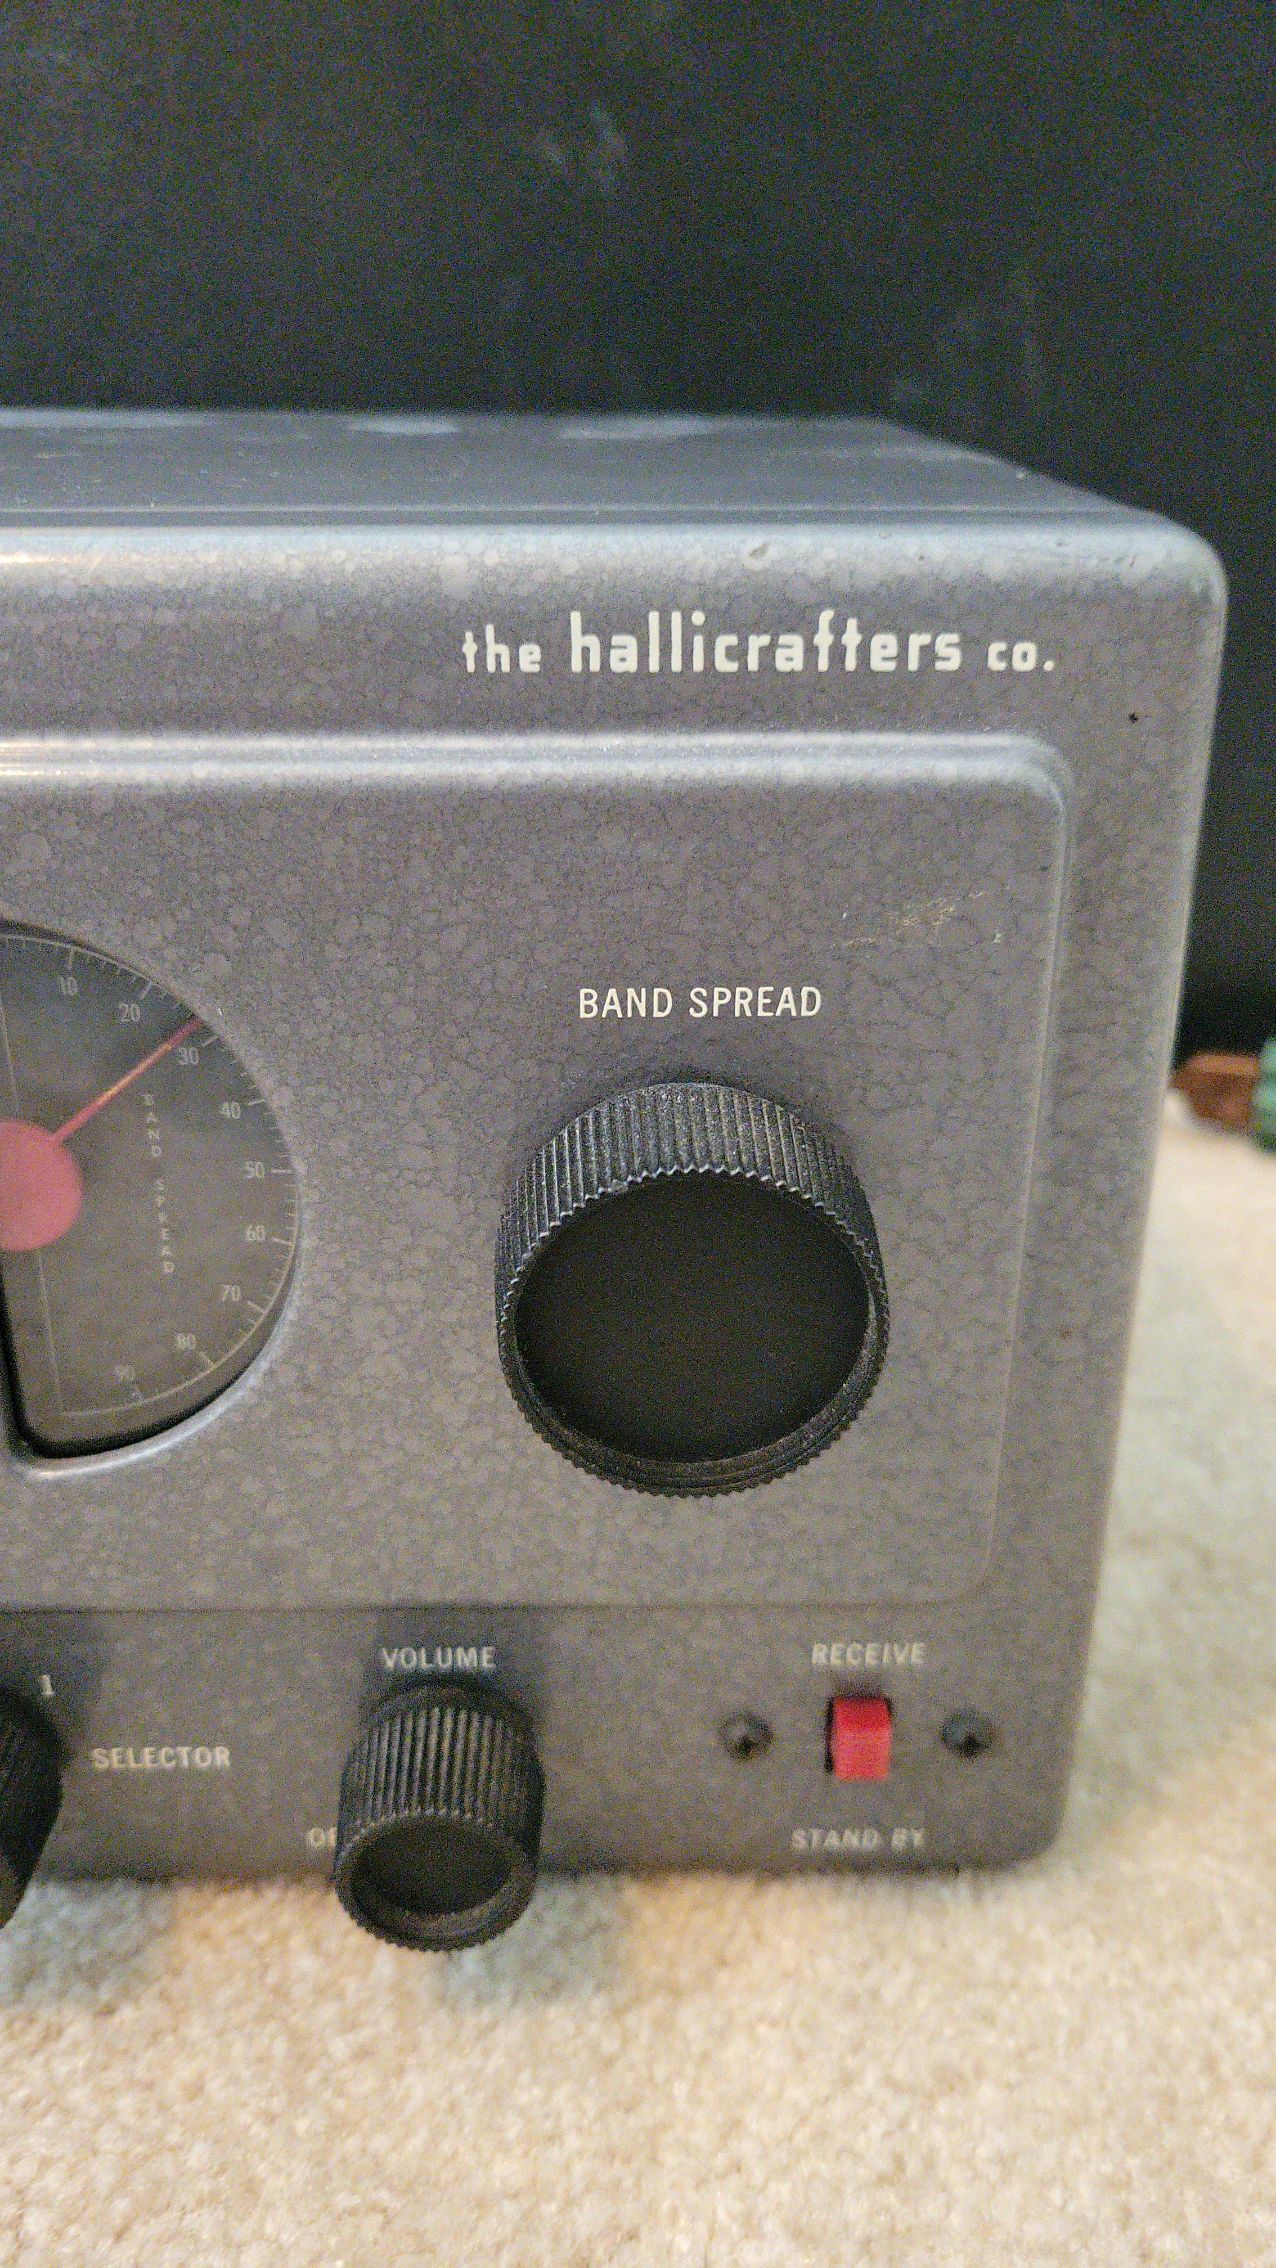 the hallicrafters co.
BAND SPREAD
10
20
30
40
50
60
70
80
90
BAND SPREAD
VOLUME
RECEIVE
1
SELECTOR
STAND BY